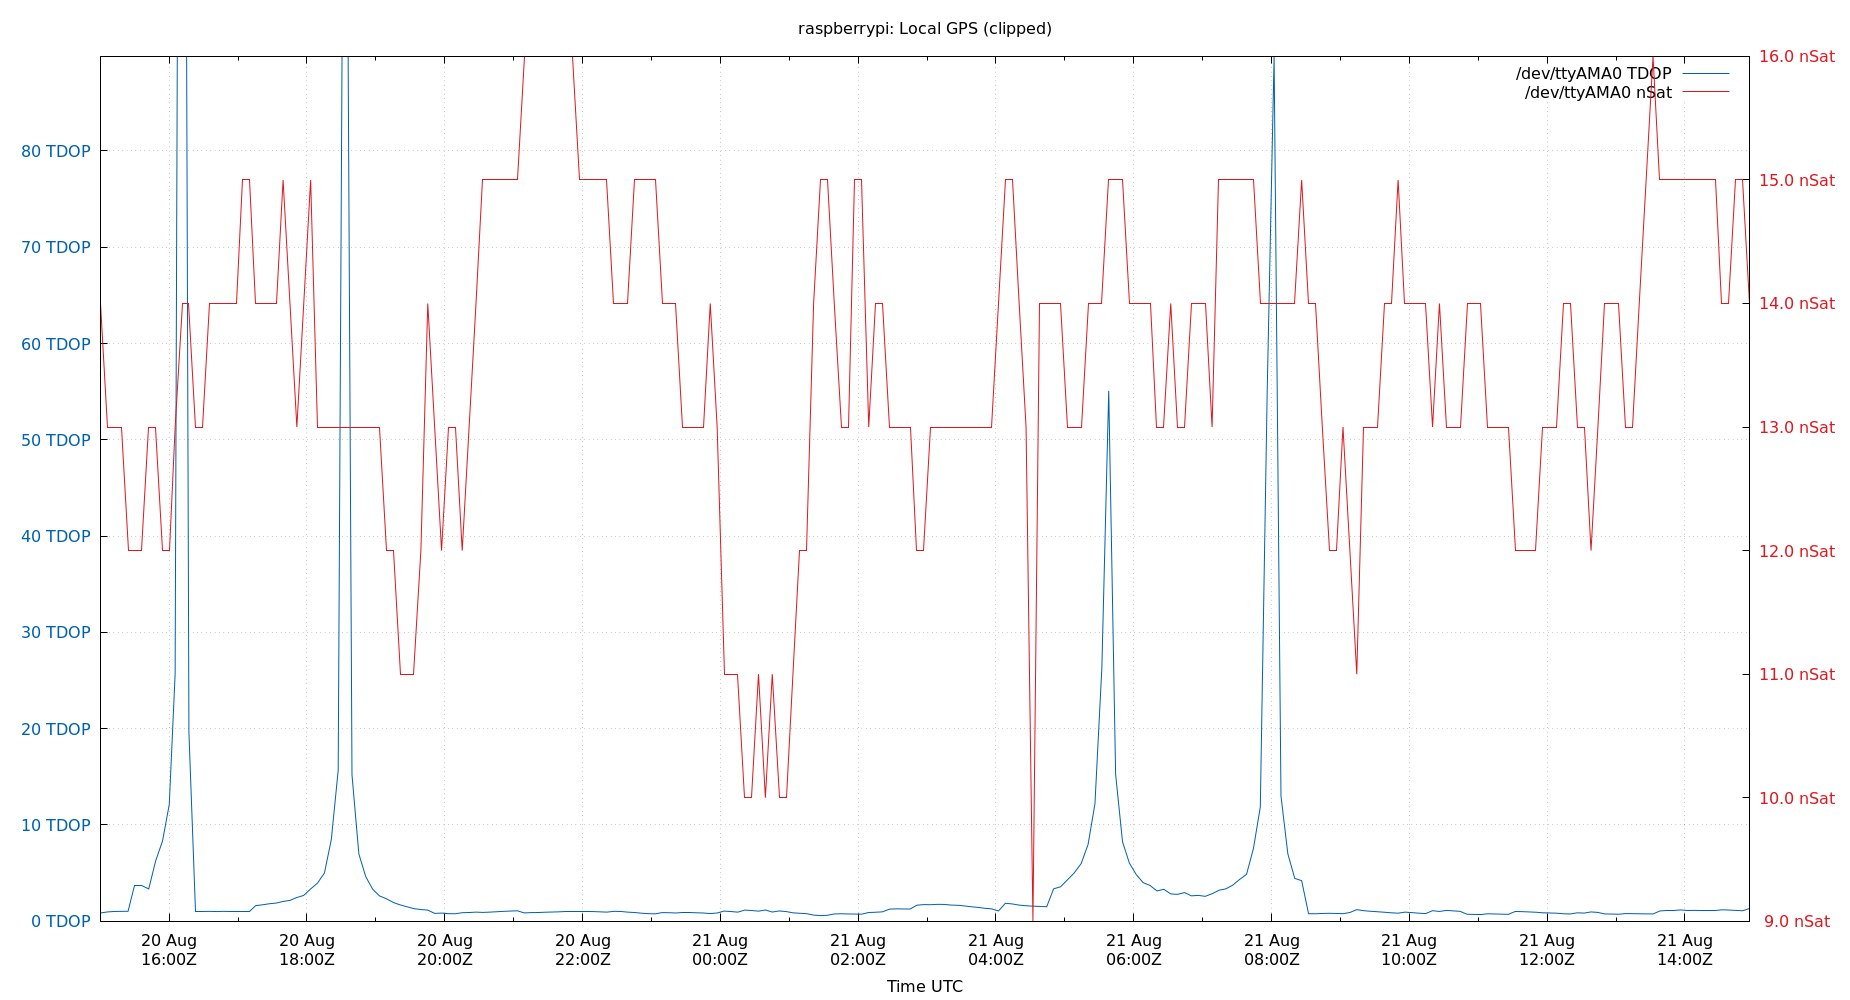 raspberrypi: Local GPS (clipped)
/dev/ttyAMA0 TDOP
/dev/ttyAMA0 nSat
80 TDOP
70 TDOP
60 TDOP
50 TDOP
40 TDOP
30 TDOP
20 TDOP
10 TDOP
0 TDOP
16.0 nSat
15.0 nSat
14.0 nSat
13.0 nSat
12.0 nSat
11.0 nSat
10.0 nSat
9.0 nSat
20 Aug
16:00Z
20 Aug
18:00Z
20 Aug
20:00Z
20 Aug
22:00Z
21 Aug
00:00Z
21 Aug
02:00Z
21 Aug
04:00Z
21 Aug
06:00Z
21 Aug
08:00Z
21 Aug
10:00Z
21 Aug
12:00Z
21 Aug
14:00Z
Time UTC